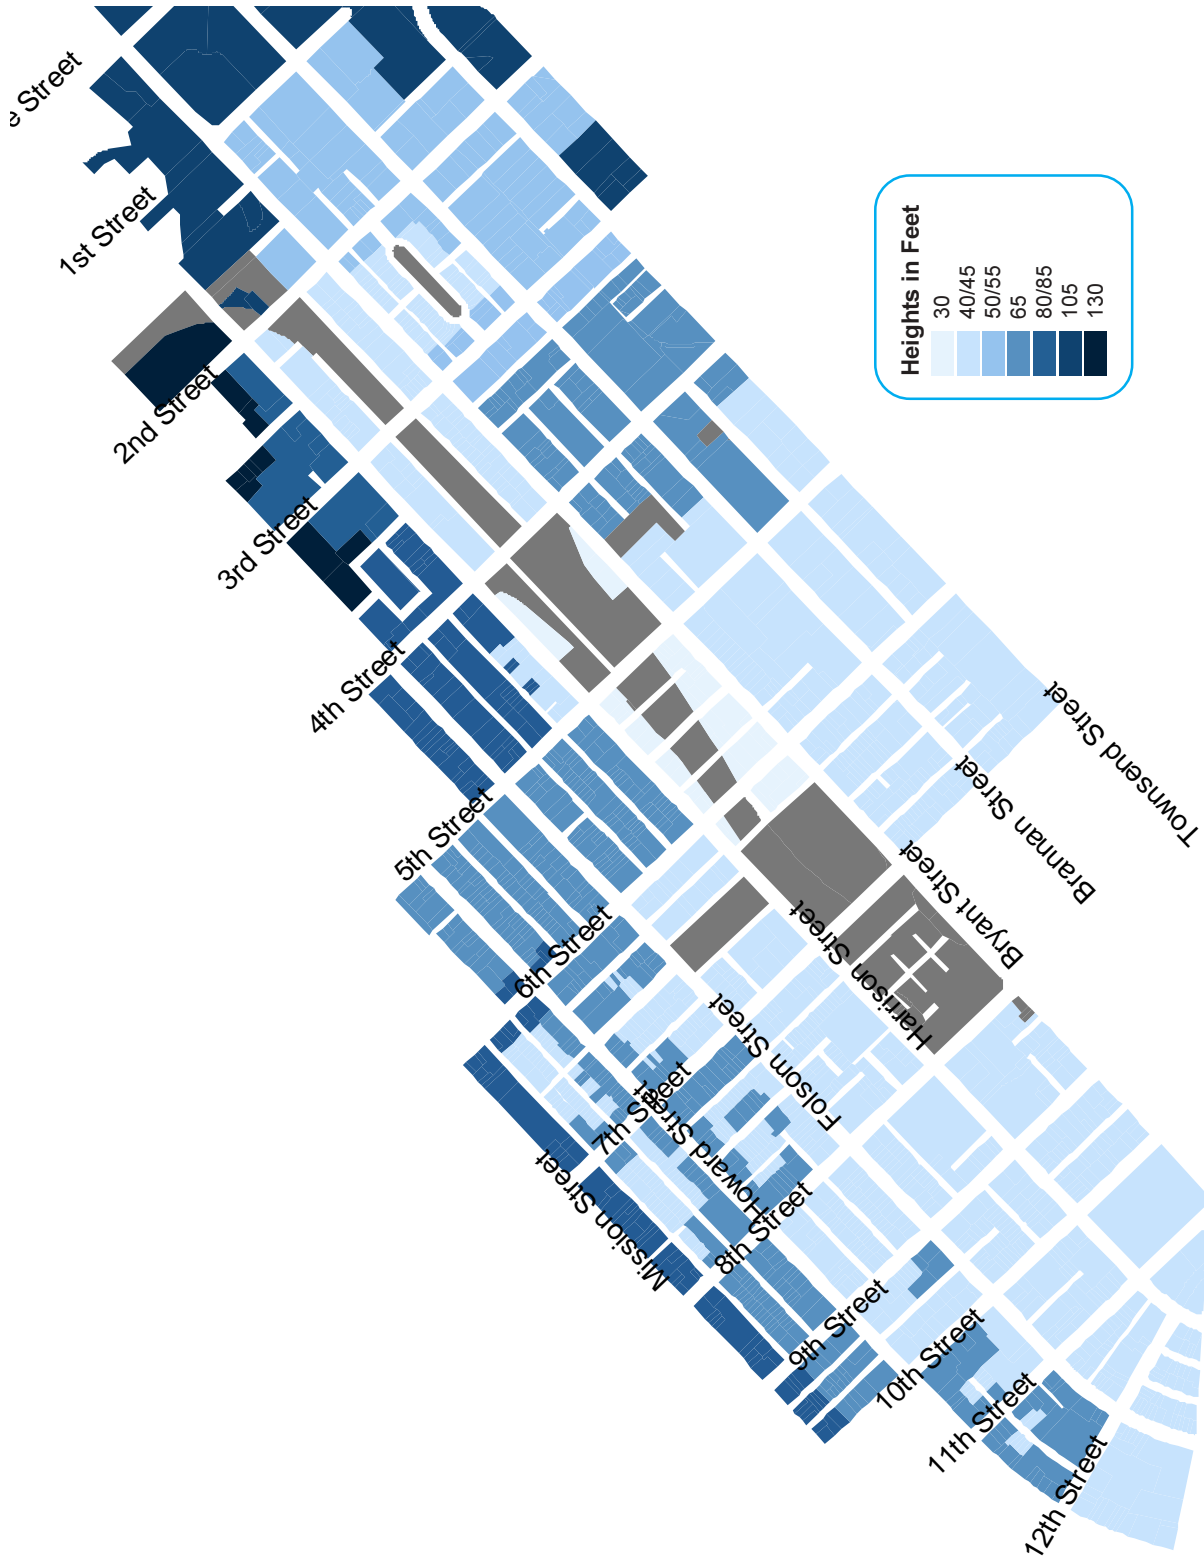 e Street
1st Street
2nd Street
3rd Street
4th Street
5th Street
6th Street
7th Street
8th Street
9th Street
10th Street
11th Street
12th Street
Mission Street
Howard Street
Folsom Street
Harrison Street
Bryant Street
Brannan Street
Townsend Street
Heights in Feet
30
40/45
50/55
65
80/85
105
130